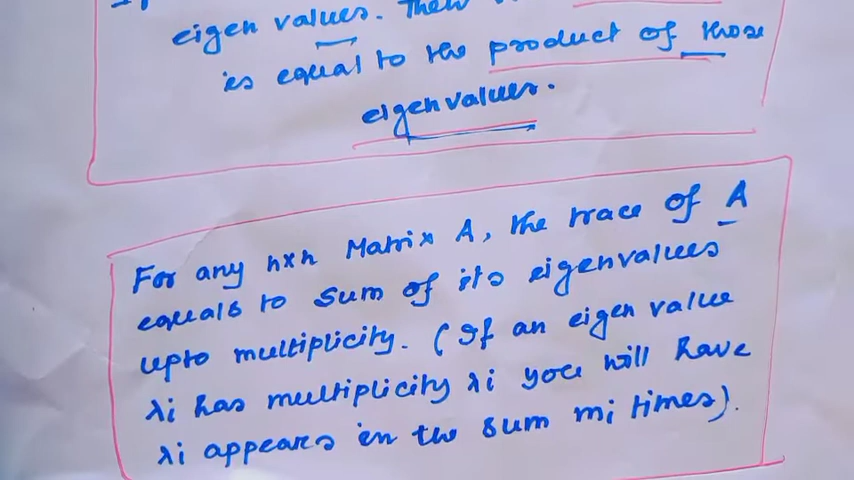 eigen values. Then
is equal to the product of those
eigenvalues.
For any nxn Matrix A, the trace of A
equals to sum of its eigenvalues
upto multiplicity. (If an eigen value
λi has multiplicity λi you will have
λi appears in the sum mi times).